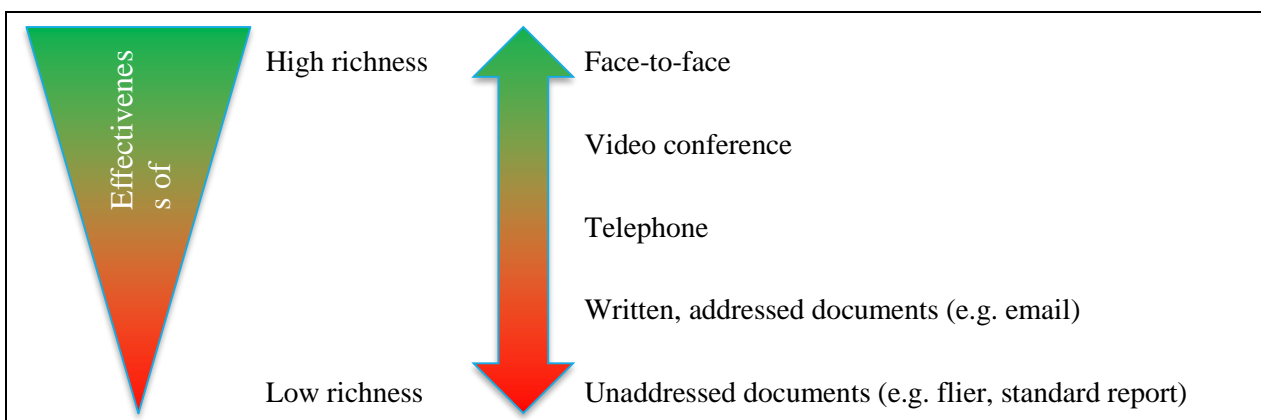 Effectivenes
s of
High richness
Face-to-face
Video conference
Telephone
Written, addressed documents (e.g. email)
Low richness
Unaddressed documents (e.g. flier, standard report)